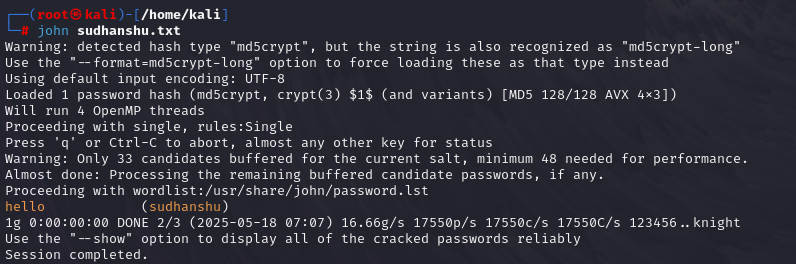 ┌──(root㉿kali)-[/home/kali]
└─# john sudhanshu.txt
Warning: detected hash type "md5crypt", but the string is also recognized as "md5crypt-long"
Use the "--format=md5crypt-long" option to force loading these as that type instead
Using default input encoding: UTF-8
Loaded 1 password hash (md5crypt, crypt(3) $1$ (and variants) [MD5 128/128 AVX 4x3])
Will run 4 OpenMP threads
Proceeding with single, rules:Single
Press 'q' or Ctrl-C to abort, almost any other key for status
Warning: Only 33 candidates buffered for the current salt, minimum 48 needed for performance.
Almost done: Processing the remaining buffered candidate passwords, if any.
Proceeding with wordlist:/usr/share/john/password.lst
hello            (sudhanshu)
1g 0:00:00:00 DONE 2/3 (2025-05-18 07:07) 16.66g/s 17550p/s 17550c/s 17550C/s 123456..knight
Use the "--show" option to display all of the cracked passwords reliably
Session completed.